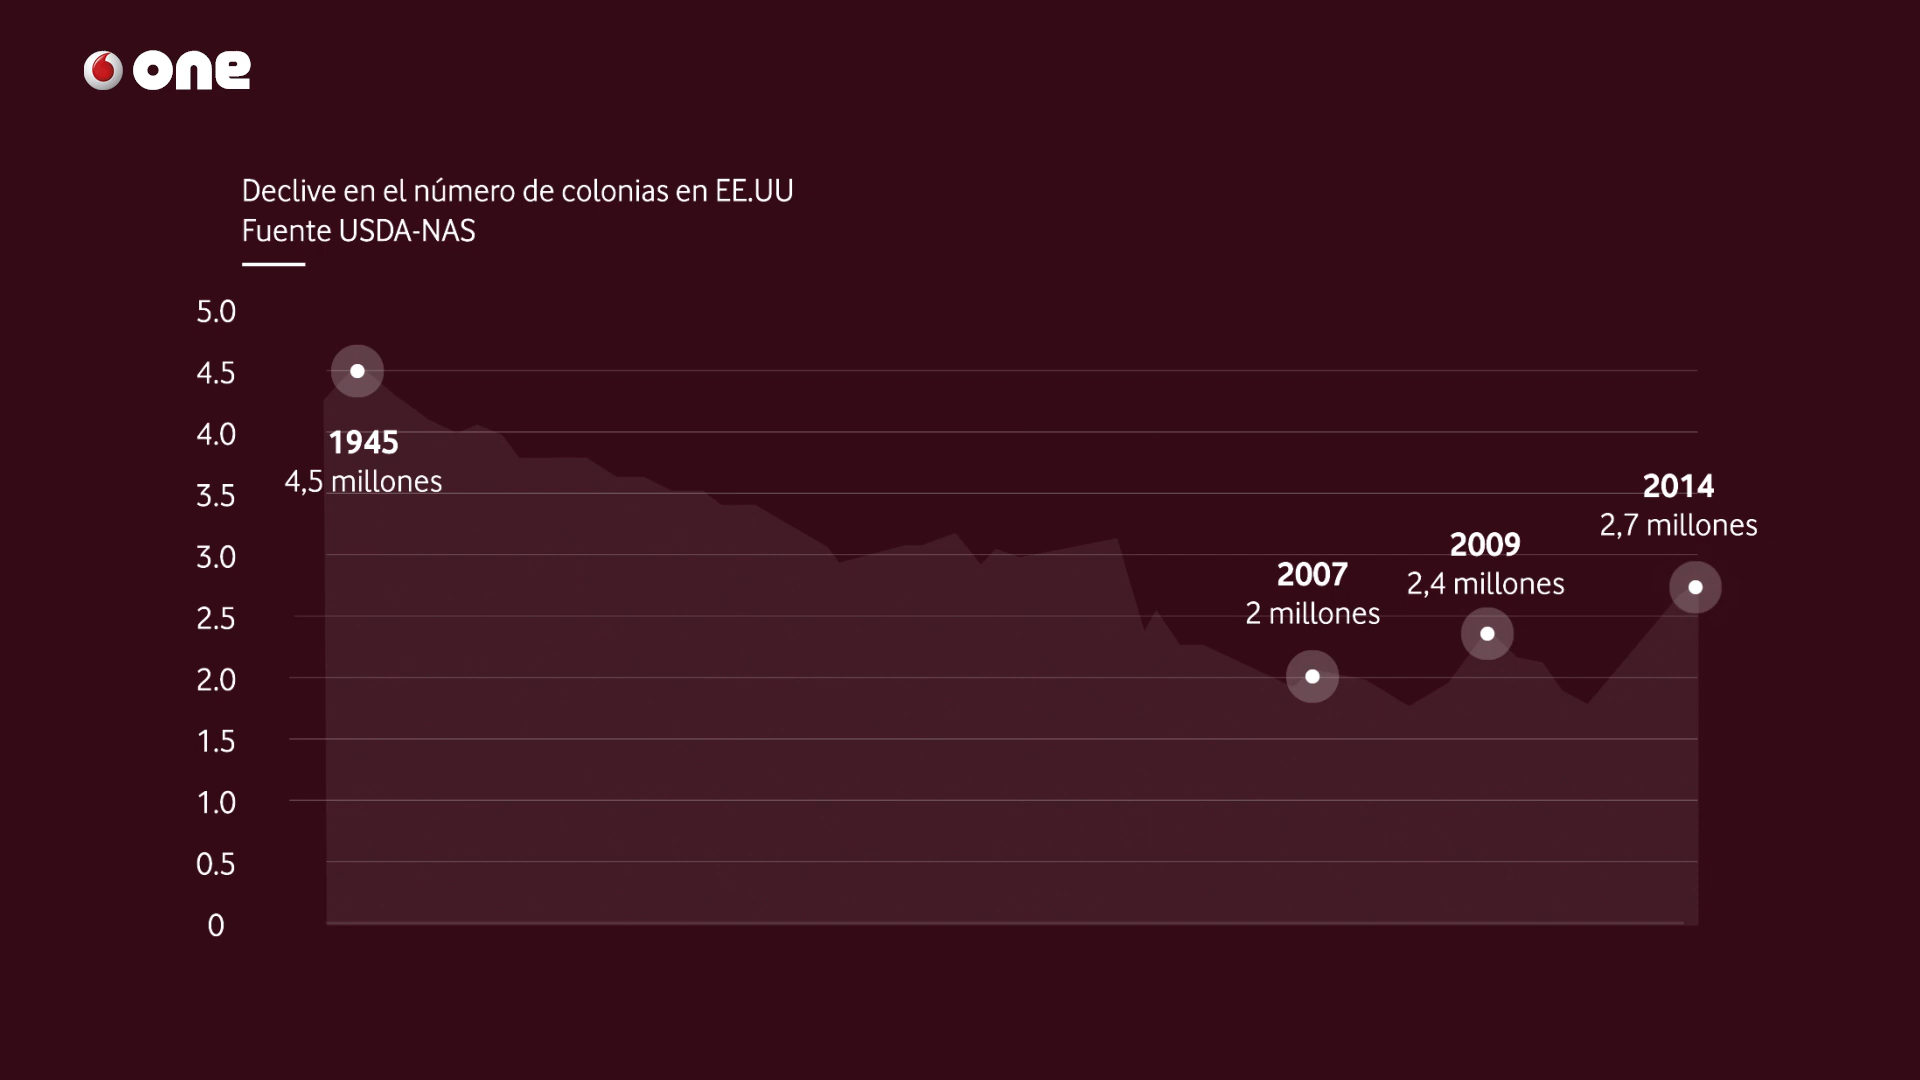 one
Declive en el número de colonias en EE.UU
Fuente USDA-NAS
5.0
4.5
4.0
3.5
3.0
2.5
2.0
1.5
1.0
0.5
0
1945
4,5 millones
2007
2 millones
2009
2,4 millones
2014
2,7 millones